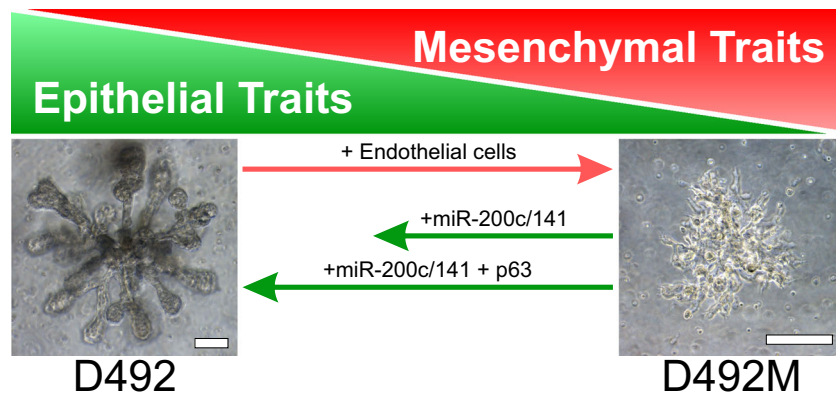 Mesenchymal Traits
Epithelial Traits
+ Endothelial cells
+miR-200c/141
+miR-200c/141 + p63
D492
D492M